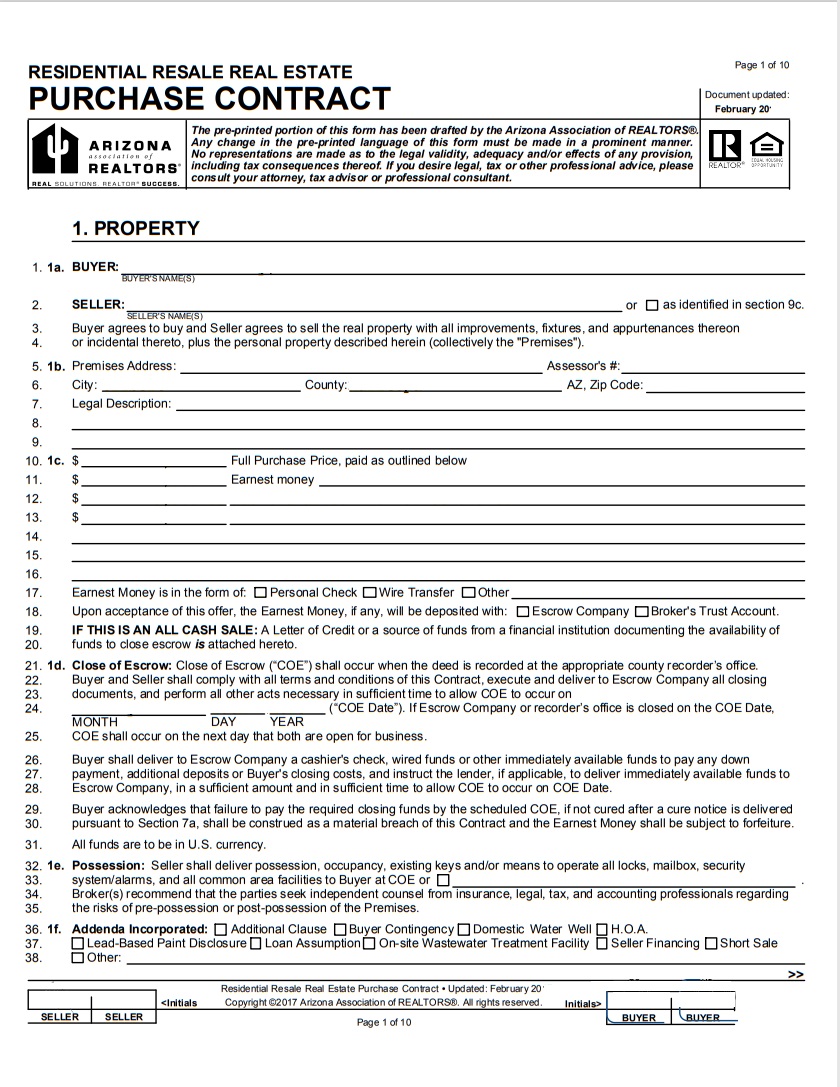 Page 1 of 10
RESIDENTIAL RESALE REAL ESTATE
PURCHASE CONTRACT
Document updated:
February 20
ARIZONA
association of
REALTORS®
REAL SOLUTIONS. REALTOR® SUCCESS.
The pre-printed portion of this form has been drafted by the Arizona Association of REALTORS®.
Any change in the pre-printed language of this form must be made in a prominent manner.
No representations are made as to the legal validity, adequacy and/or effects of any provision,
including tax consequences thereof. If you desire legal, tax or other professional advice, please
consult your attorney, tax advisor or professional consultant.
REALTOR®
EQUAL HOUSING
OPPORTUNITY
1. PROPERTY
1. 1a. BUYER:
BUYER'S NAME(S)
2. SELLER: or as identified in section 9c.
SELLER'S NAME(S)
3. Buyer agrees to buy and Seller agrees to sell the real property with all improvements, fixtures, and appurtenances thereon
4. or incidental thereto, plus the personal property described herein (collectively the "Premises").
5. 1b. Premises Address: Assessor's #:
6. City: County: AZ, Zip Code:
7. Legal Description:
8.
9.
10. 1c. $ Full Purchase Price, paid as outlined below
11. $ Earnest money
12. $
13. $
14.
15.
16.
17. Earnest Money is in the form of: Personal Check Wire Transfer Other
18. Upon acceptance of this offer, the Earnest Money, if any, will be deposited with: Escrow Company Broker's Trust Account.
19. IF THIS IS AN ALL CASH SALE: A Letter of Credit or a source of funds from a financial institution documenting the availability of
20. funds to close escrow is attached hereto.
21. 1d. Close of Escrow: Close of Escrow (“COE”) shall occur when the deed is recorded at the appropriate county recorder’s office.
22. Buyer and Seller shall comply with all terms and conditions of this Contract, execute and deliver to Escrow Company all closing
23. documents, and perform all other acts necessary in sufficient time to allow COE to occur on
24. (“COE Date”). If Escrow Company or recorder’s office is closed on the COE Date,
MONTH DAY YEAR
25. COE shall occur on the next day that both are open for business.
26. Buyer shall deliver to Escrow Company a cashier's check, wired funds or other immediately available funds to pay any down
27. payment, additional deposits or Buyer's closing costs, and instruct the lender, if applicable, to deliver immediately available funds to
28. Escrow Company, in a sufficient amount and in sufficient time to allow COE to occur on COE Date.
29. Buyer acknowledges that failure to pay the required closing funds by the scheduled COE, if not cured after a cure notice is delivered
30. pursuant to Section 7a, shall be construed as a material breach of this Contract and the Earnest Money shall be subject to forfeiture.
31. All funds are to be in U.S. currency.
32. 1e. Possession: Seller shall deliver possession, occupancy, existing keys and/or means to operate all locks, mailbox, security
33. system/alarms, and all common area facilities to Buyer at COE or .
34. Broker(s) recommend that the parties seek independent counsel from insurance, legal, tax, and accounting professionals regarding
35. the risks of pre-possession or post-possession of the Premises.
36. 1f. Addenda Incorporated: Additional Clause Buyer Contingency Domestic Water Well H.O.A.
37. Lead-Based Paint Disclosure Loan Assumption On-site Wastewater Treatment Facility Seller Financing Short Sale
38. Other:
>>
Residential Resale Real Estate Purchase Contract • Updated: February 20
<Initials Copyright ©2017 Arizona Association of REALTORS®. All rights reserved. Initials>
SELLER SELLER BUYER BUYER
Page 1 of 10